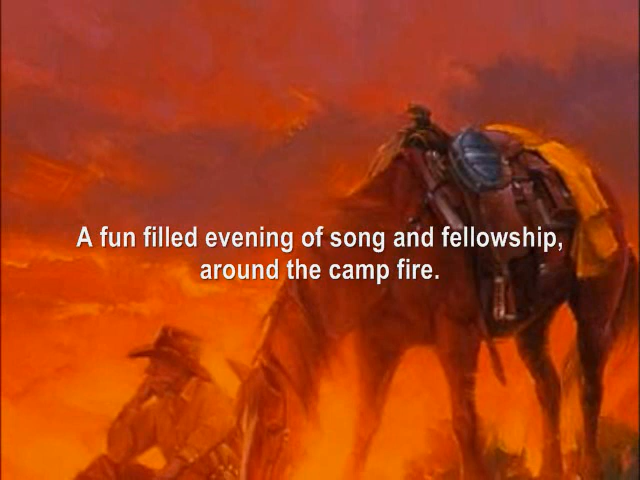 A fun filled evening of song and fellowship,
around the camp fire.